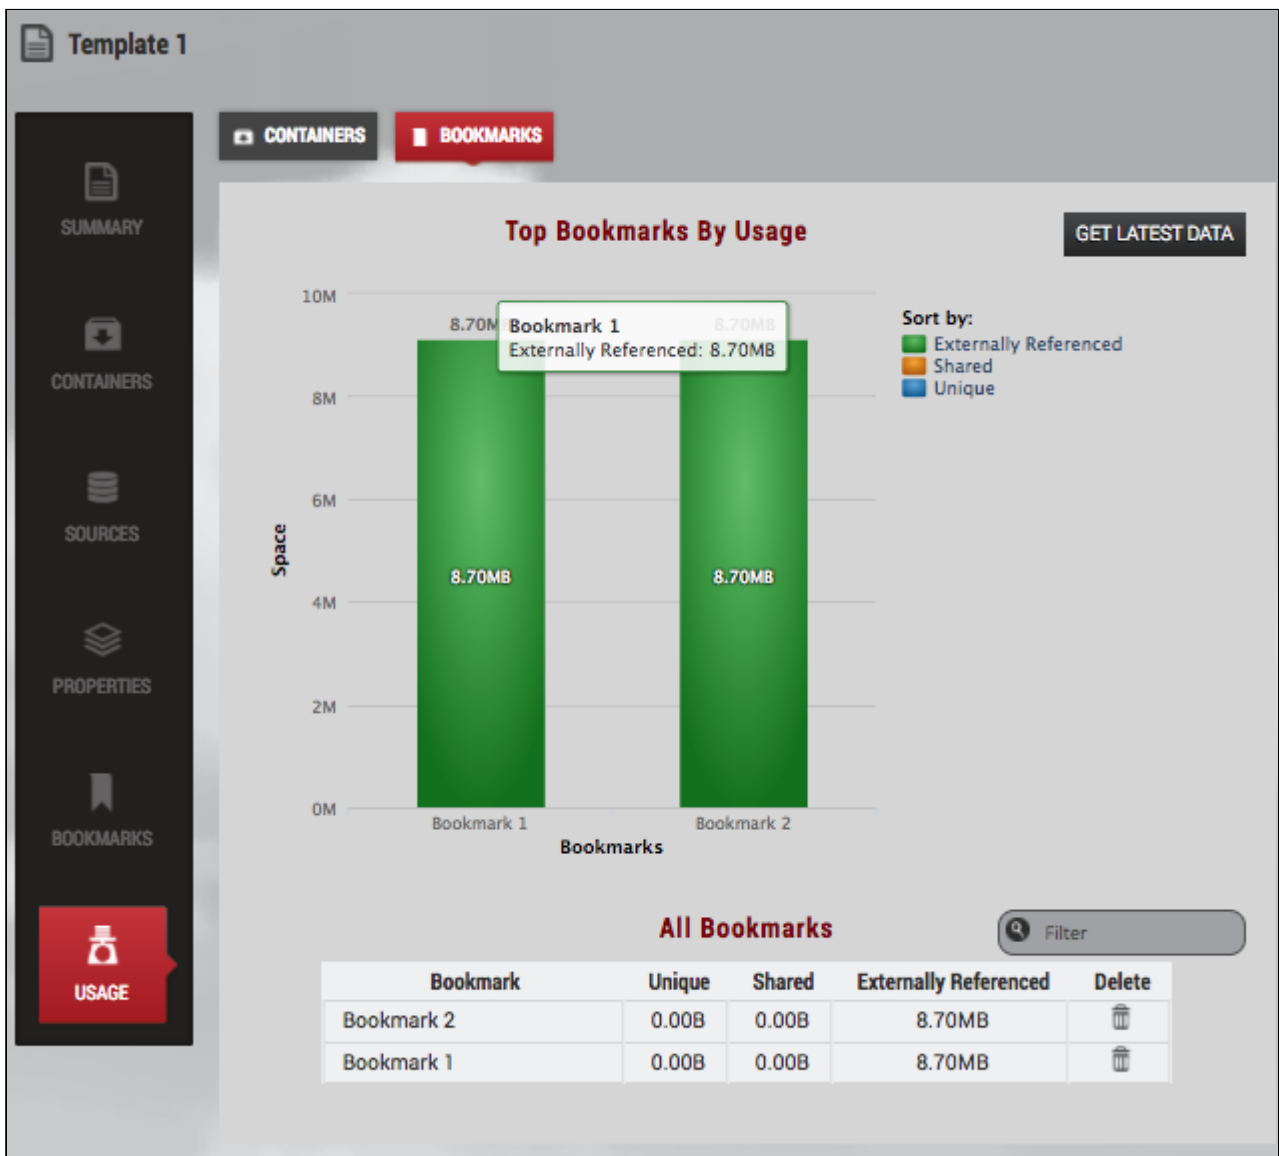 Template 1
CONTAINERS
BOOKMARKS
SUMMARY
CONTAINERS
SOURCES
PROPERTIES
BOOKMARKS
USAGE
Top Bookmarks By Usage
GET LATEST DATA
10M
8M
6M
4M
2M
0M
Space
8.70M
8.70MB
Bookmark 1
Externally Referenced: 8.70MB
8.70MB
8.70MB
Bookmark 1
Bookmark 2
Bookmarks
Sort by:
Externally Referenced
Shared
Unique
All Bookmarks
Filter
Bookmark Unique Shared Externally Referenced Delete
Bookmark 2 0.00B 0.00B 8.70MB
Bookmark 1 0.00B 0.00B 8.70MB